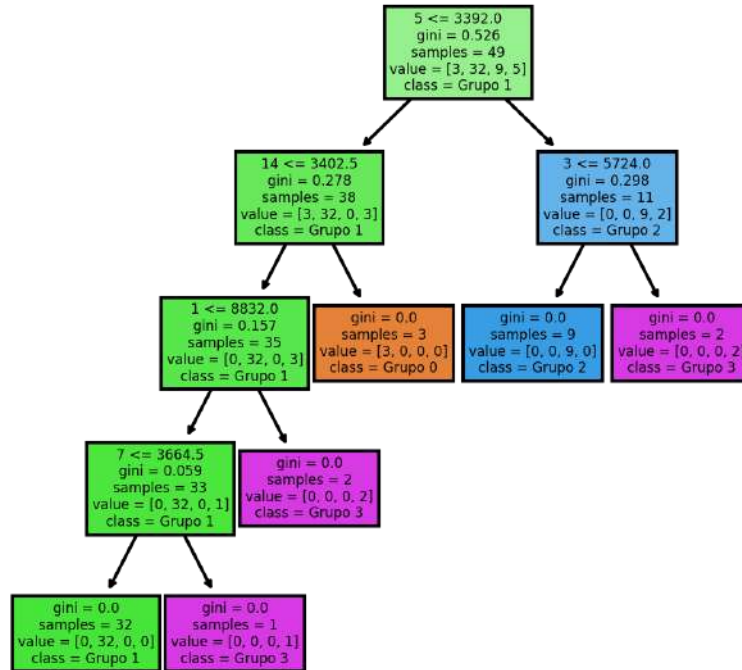 5 <= 3392.0
gini = 0.526
samples = 49
value = [3, 32, 9, 5]
class = Grupo 1
14 <= 3402.5
gini = 0.278
samples = 38
value = [3, 32, 0, 3]
class = Grupo 1
3 <= 5724.0
gini = 0.298
samples = 11
value = [0, 0, 9, 2]
class = Grupo 2
1 <= 8832.0
gini = 0.157
samples = 35
value = [0, 32, 0, 3]
class = Grupo 1
gini = 0.0
samples = 3
value = [3, 0, 0, 0]
class = Grupo 0
gini = 0.0
samples = 9
value = [0, 0, 9, 0]
class = Grupo 2
gini = 0.0
samples = 2
value = [0, 0, 0, 2]
class = Grupo 3
7 <= 3664.5
gini = 0.059
samples = 33
value = [0, 32, 0, 1]
class = Grupo 1
gini = 0.0
samples = 2
value = [0, 0, 0, 2]
class = Grupo 3
gini = 0.0
samples = 32
value = [0, 32, 0, 0]
class = Grupo 1
gini = 0.0
samples = 1
value = [0, 0, 0, 1]
class = Grupo 3